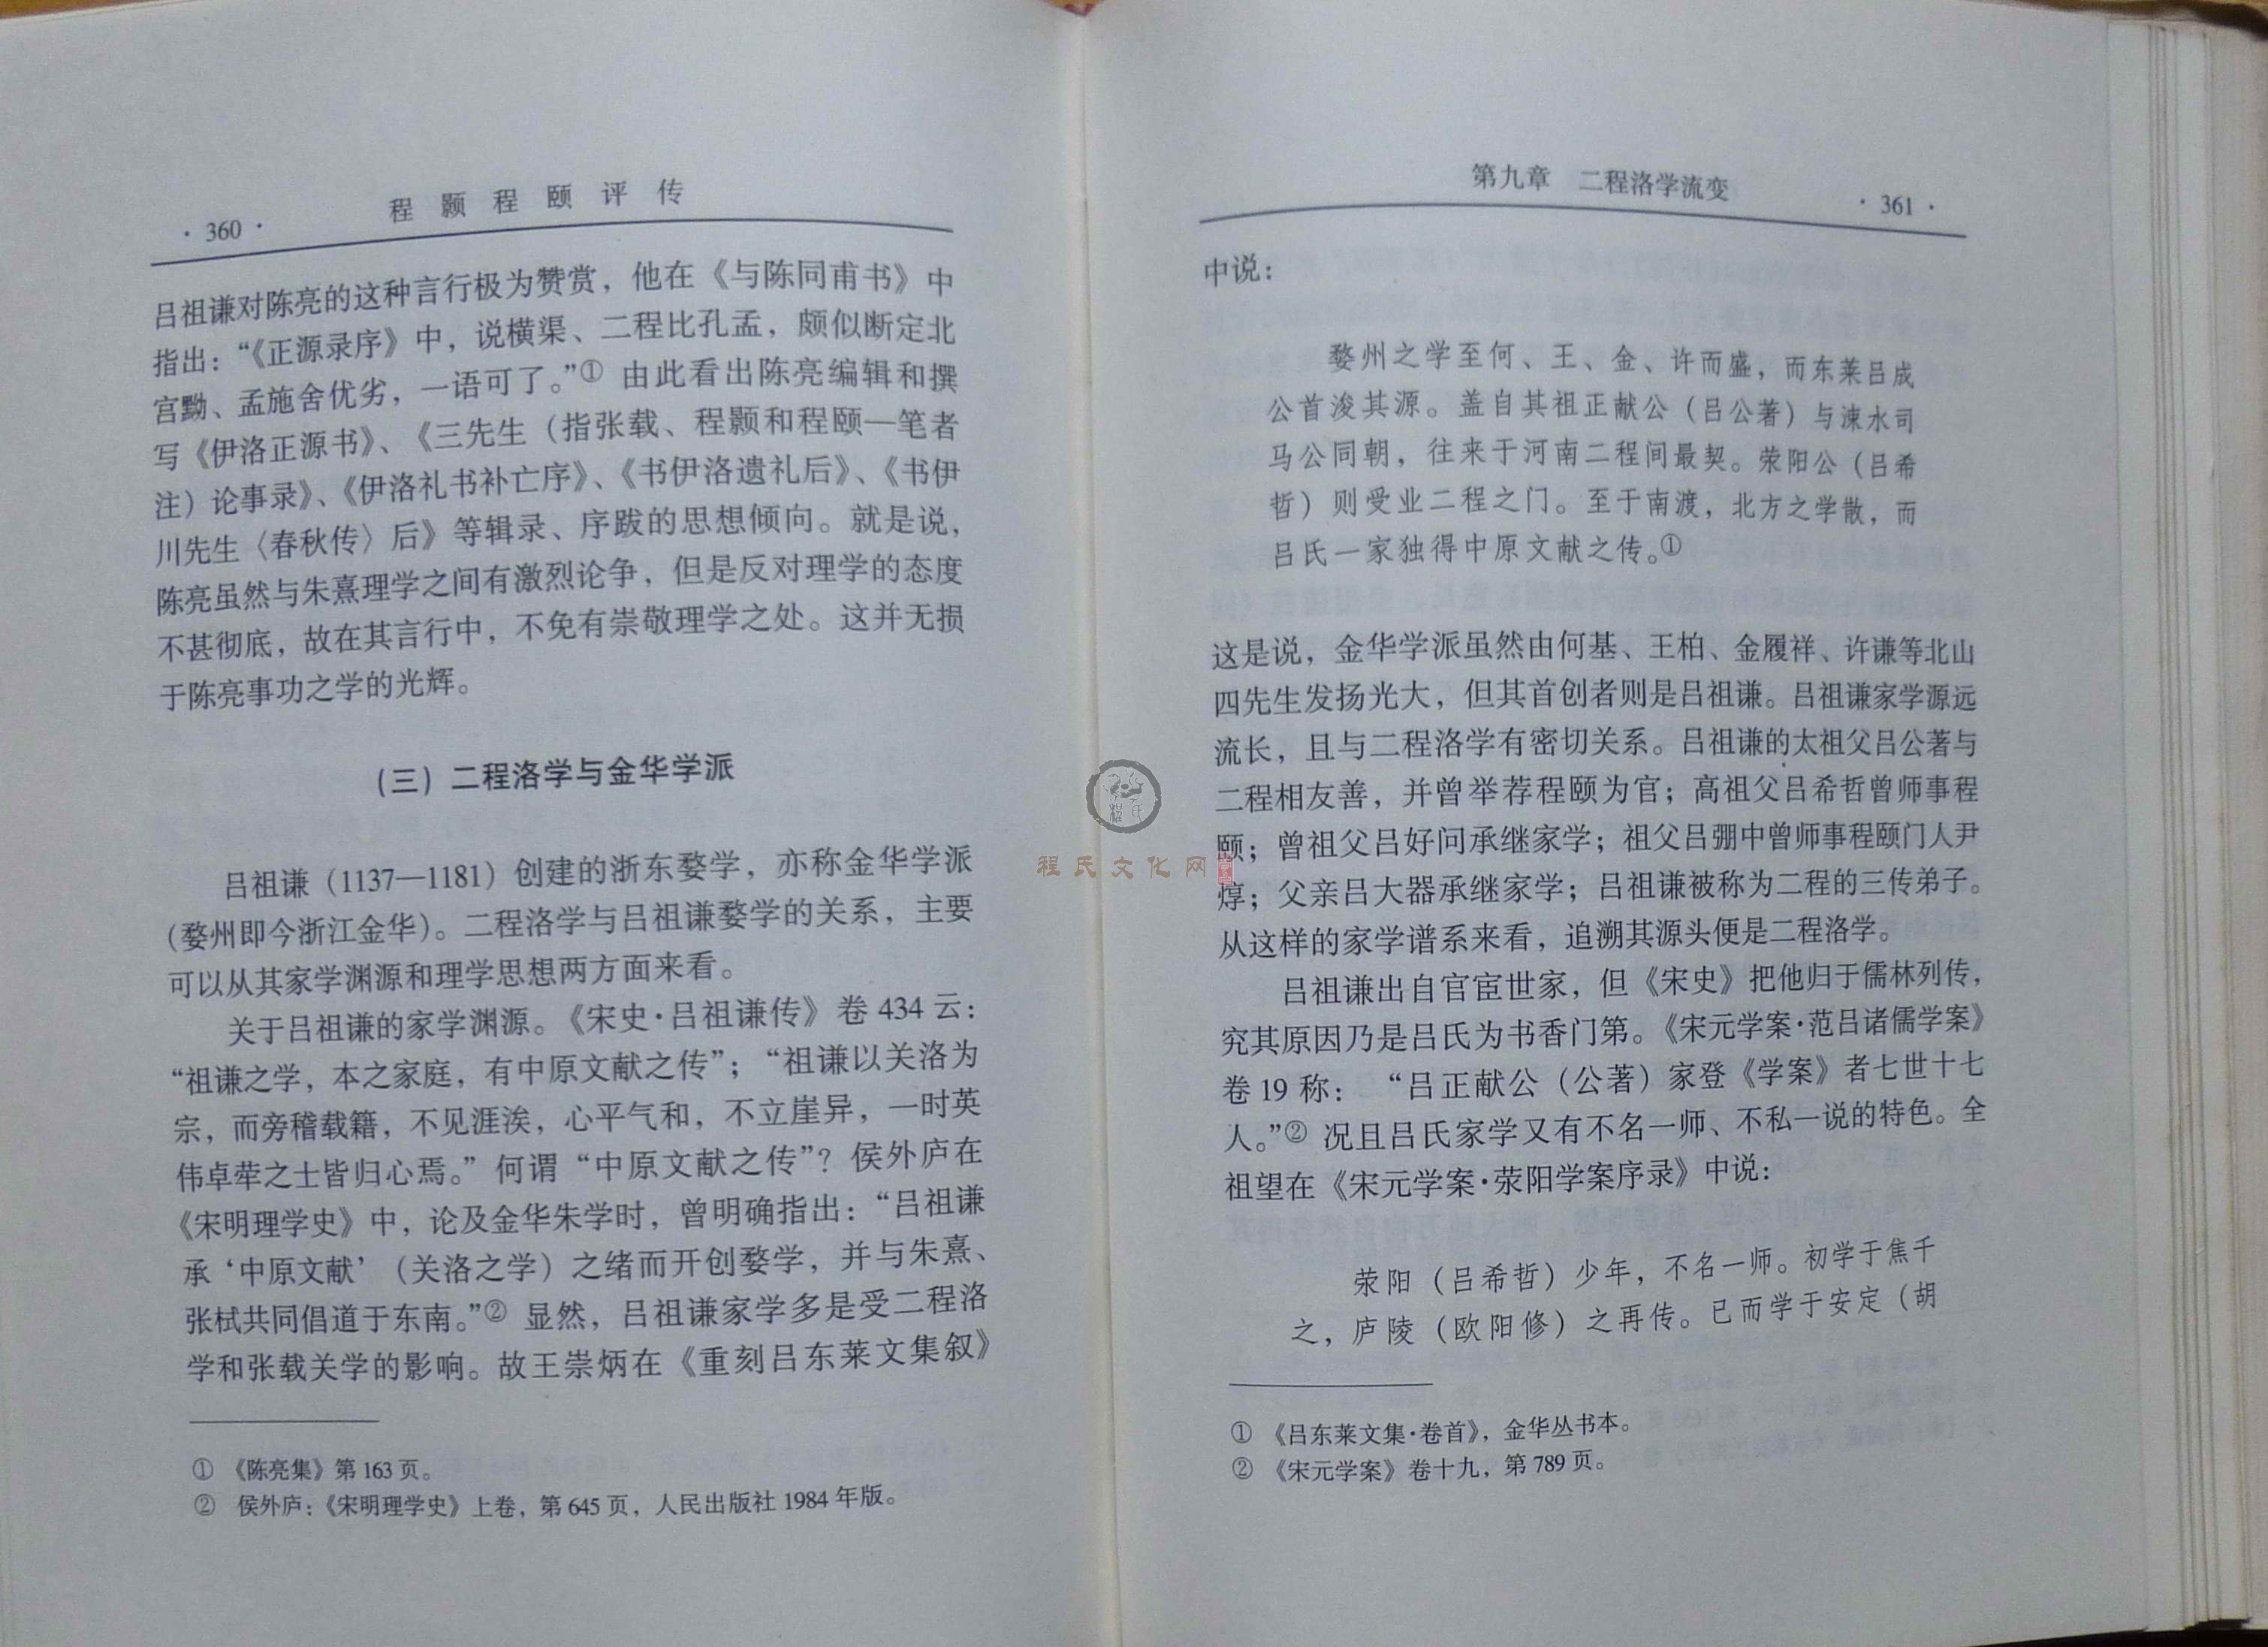 ·360·
程颢程颐评传
吕祖谦对陈亮的这种言行极为赞赏，他在《与陈同甫书》中
指出：“《正源录序》中，说横渠、二程比孔孟，颇似断定北
宫黝、孟施舍优劣，一语可了。”① 由此看出陈亮编辑和撰
写《伊洛正源书》、《三先生（指张载、程颢和程颐—笔者
注）论事录》、《伊洛礼书补亡序》、《书伊洛遗礼后》、《书伊
川先生〈春秋传〉后》等辑录、序跋的思想倾向。就是说，
陈亮虽然与朱熹理学之间有激烈论争，但是反对理学的态度
不甚彻底，故在其言行中，不免有崇敬理学之处。这并无损
于陈亮事功之学的光辉。
（三）二程洛学与金华学派
吕祖谦（1137—1181）创建的浙东婺学，亦称金华学派
（婺州即今浙江金华）。二程洛学与吕祖谦婺学的关系，主要
可以从其家学渊源和理学思想两方面来看。
关于吕祖谦的家学渊源。《宋史·吕祖谦传》卷 434 云：
“祖谦之学，本之家庭，有中原文献之传”；“祖谦以关洛为
宗，而旁稽载籍，不见涯涘，心平气和，不立崖异，一时英
伟卓荦之士皆归心焉。”何谓“中原文献之传”？侯外庐在
《宋明理学史》中，论及金华朱学时，曾明确指出：“吕祖谦
承‘中原文献’（关洛之学）之绪而开创婺学，并与朱熹、
张栻共同倡道于东南。”② 显然，吕祖谦家学多是受二程洛
学和张载关学的影响。故王崇炳在《重刻吕东莱文集叙》
① 《陈亮集》第 163 页。
② 侯外庐：《宋明理学史》上卷，第 645 页，人民出版社 1984 年版。
第九章 二程洛学流变
·361·
中说：
婺州之学至何、王、金、许而盛，而东莱吕成
公首浚其源。盖自其祖正献公（吕公著）与涑水司
马公同朝，往来于河南二程间最契。荥阳公（吕希
哲）则受业二程之门。至于南渡，北方之学散，而
吕氏一家独得中原文献之传。①
这是说，金华学派虽然由何基、王柏、金履祥、许谦等北山
四先生发扬光大，但其首创者则是吕祖谦。吕祖谦家学源远
流长，且与二程洛学有密切关系。吕祖谦的太祖父吕公著与
二程相友善，并曾举荐程颐为官；高祖父吕希哲曾师事程
颐；曾祖父吕好问承继家学；祖父吕弸中曾师事程颐门人尹
焞；父亲吕大器承继家学；吕祖谦被称为二程的三传弟子。
从这样的家学谱系来看，追溯其源头便是二程洛学。
吕祖谦出自官宦世家，但《宋史》把他归于儒林列传，
究其原因乃是吕氏为书香门第。《宋元学案·范吕诸儒学案》
卷 19 称：“吕正献公（公著）家登《学案》者七世十七
人。”② 况且吕氏家学又有不名一师、不私一说的特色。全
祖望在《宋元学案·荥阳学案序录》中说：
荥阳（吕希哲）少年，不名一师。初学于焦千
之，庐陵（欧阳修）之再传。已而学于安定（胡
① 《吕东莱文集·卷首》，金华丛书本。
② 《宋元学案》卷十九，第 789 页。
程氏文化网